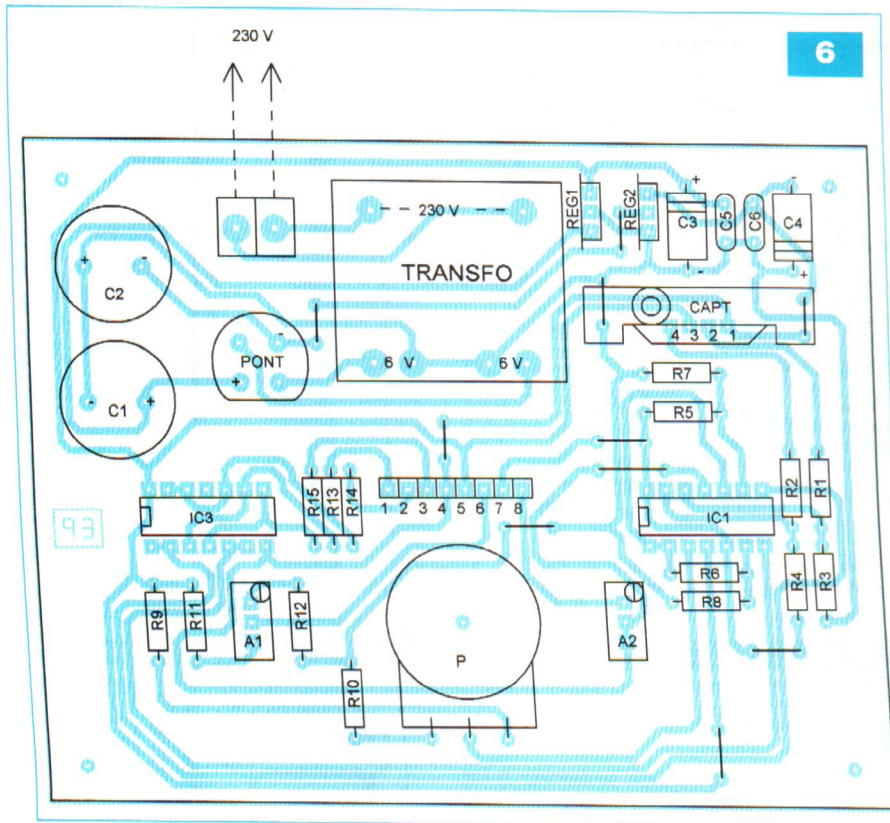 230 V
6
+ -
- 230 V -
REG1 REG2 C3 C5 C6 C4
TRANSFO
+ - C2
- +
CAPT
4 3 2 1
- PONT +
6 V 6 V
R7
C1
- +
R5
R15 R13 R14
R2 R1
IC3
1 2 3 4 5 6 7 8
IC1
93
R6
R4 R3
R8
R9 R11 A1 R12
P
A2
R10